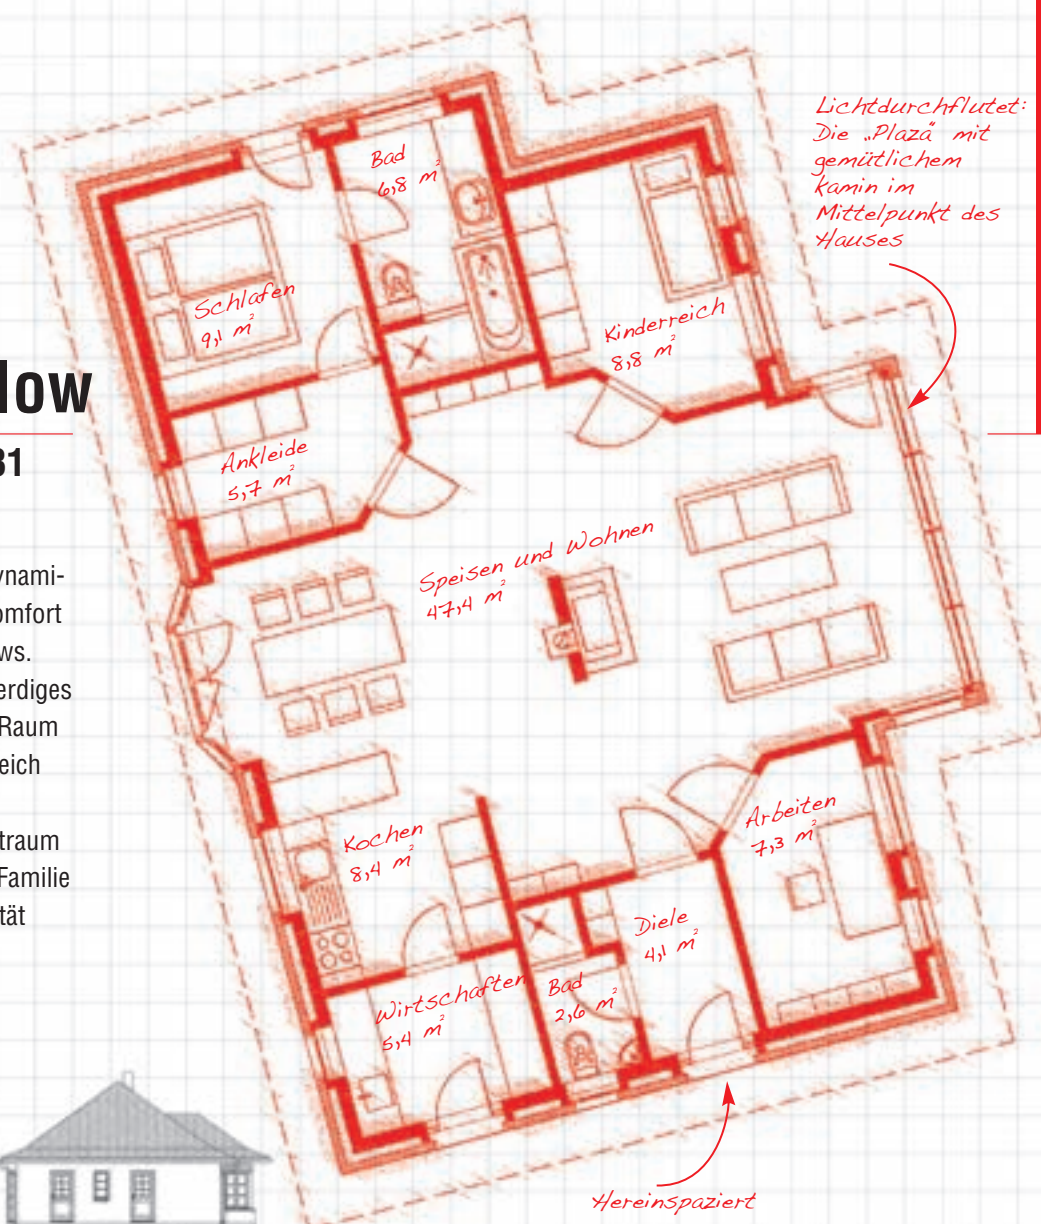 low
31
ynami-
omfort
ws.
erdiges
Raum
eich
traum
Familie
tät
Lichtdurchflutet:
Die „Plaza“ mit
gemütlichem
kamin im
Mittelpunkt des
Hauses
Bad
6,8 m²
Schlafen
9,1 m²
Kinderreich
8,8 m²
Ankleide
5,7 m²
Speisen und Wohnen
47,4 m²
Kochen
8,4 m²
Arbeiten
7,3 m²
Diele
4,1 m²
Wirtschaften
5,4 m²
Bad
2,6 m²
Hereinspaziert